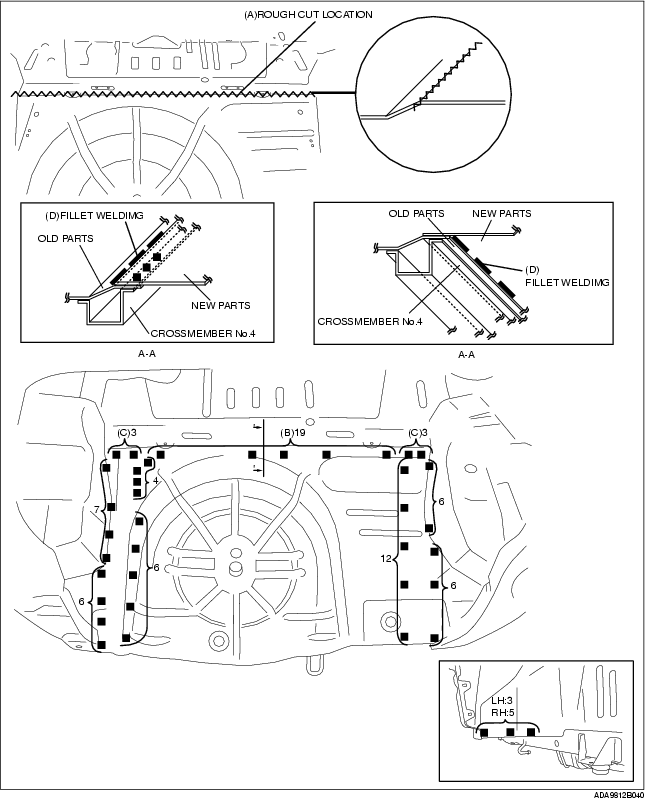 (A)ROUGH CUT LOCATION
(D)FILLET WELDIMG
OLD PARTS
NEW PARTS
CROSSMEMBER No.4
A-A
OLD PARTS
NEW PARTS
(D)
FILLET WELDIMG
CROSSMEMBER No.4
A-A
(C)3
(B)19
(C)3
4
7
6
6
6
12
6
LH:3
RH:5
ADA9812B040